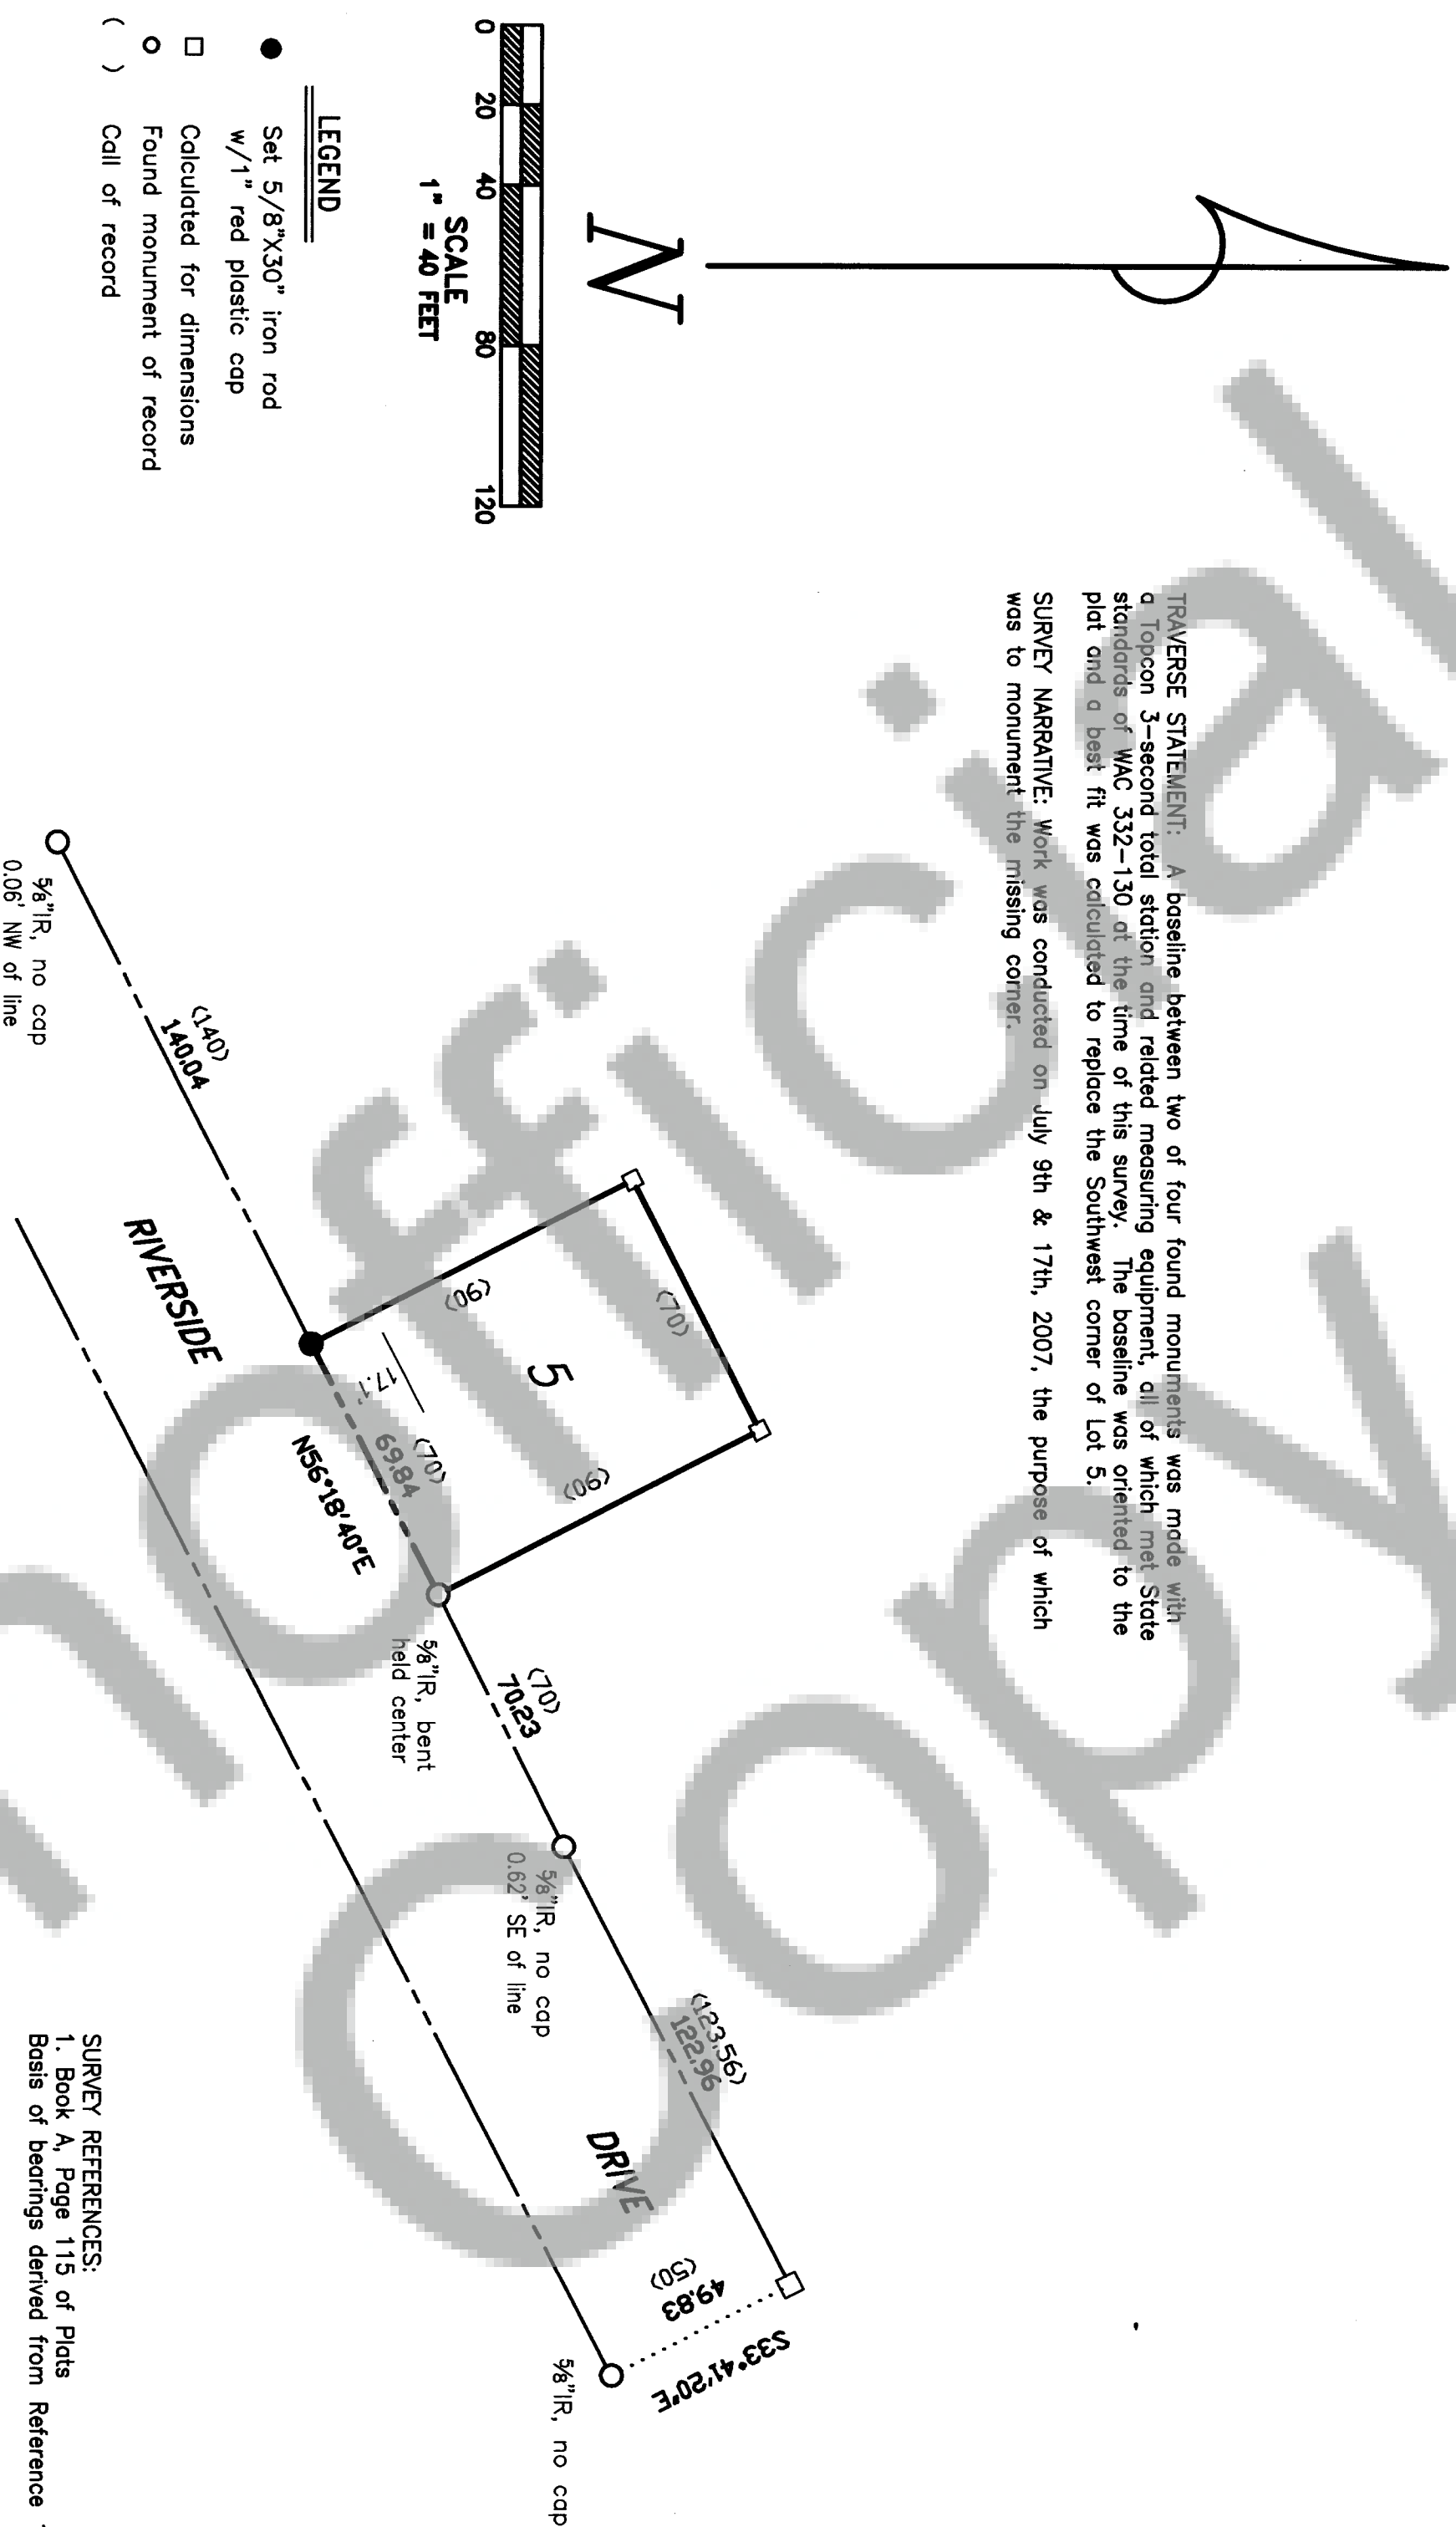 TRAVERSE STATEMENT: A baseline between two of four found monuments was made with
a Topcon 3-second total station and related measuring equipment, all of which met State
standards of WAC 332-130 at the time of this survey. The baseline was oriented to the
plat and a best fit was calculated to replace the Southwest corner of Lot 5.
SURVEY NARRATIVE: Work was conducted on July 9th & 17th, 2007, the purpose of which
was to monument the missing corner.
N
0 20 40 80 120
SCALE
1" = 40 FEET
LEGEND
Set 5/8"X30" iron rod
w/1" red plastic cap
Calculated for dimensions
Found monument of record
( ) Call of record
5/8"IR, no cap
0.06' NW of line
(140)
140.04
RIVERSIDE
(90)
(70)
5
17.1
(90)
(70)
69.84
N56°18'40"E
5/8"IR, bent
held center
(70)
70.23
5/8"IR, no cap
0.62' SE of line
(123.56)
122.96
DRIVE
49.83
(50)
S33°41'20"E
5/8"IR, no cap
SURVEY REFERENCES:
1. Book A, Page 115 of Plats
Basis of bearings derived from Reference
Unofficial
Copy